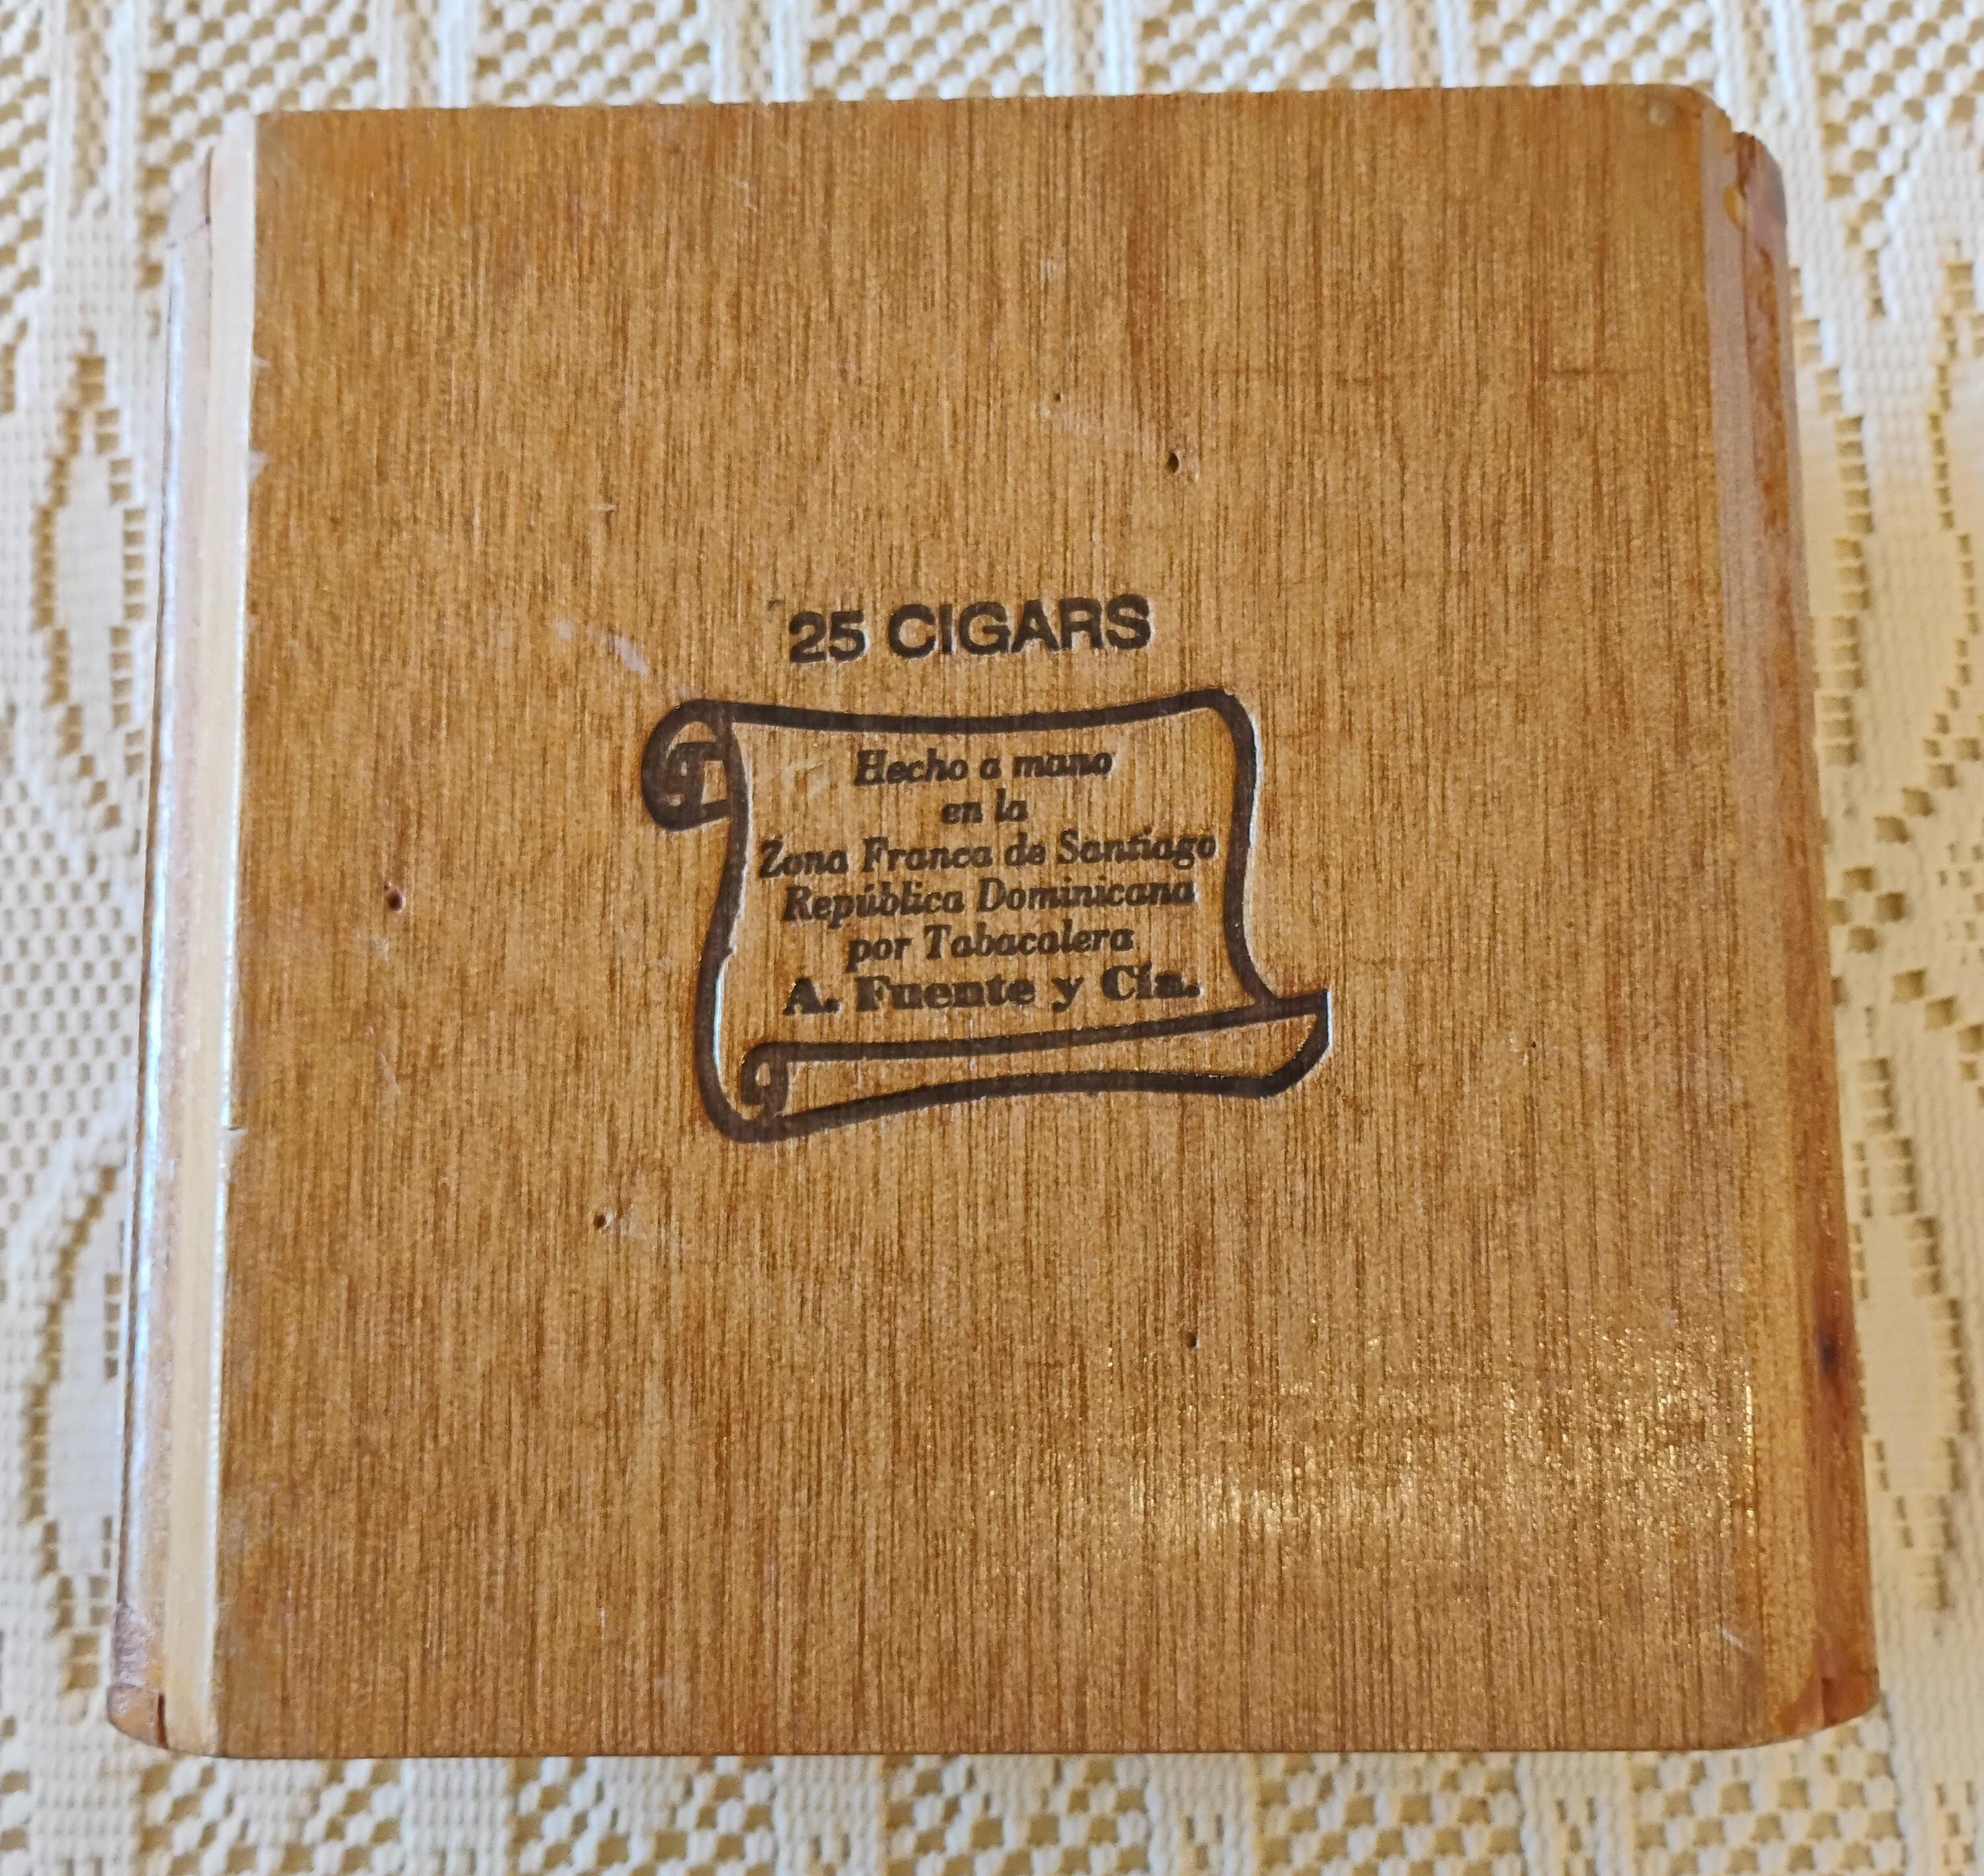 25 CIGARS
Hecho a mano
en la
Zona Franca de Santiago
República Dominicana
por Tabacalera
A. Fuente y Cía.